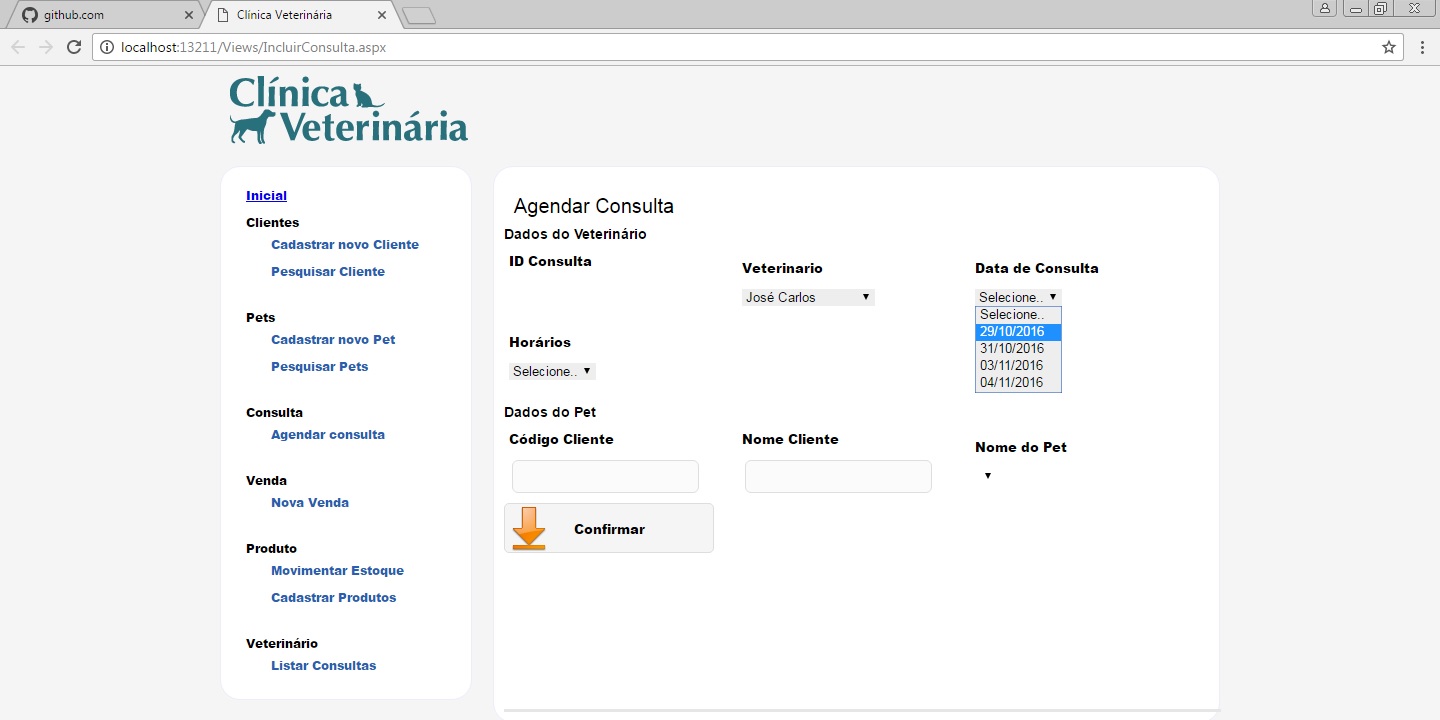 github.com
Clínica Veterinária
localhost:13211/Views/IncluirConsulta.aspx
Clínica
Veterinária
Inicial
Clientes
Cadastrar novo Cliente
Pesquisar Cliente
Pets
Cadastrar novo Pet
Pesquisar Pets
Consulta
Agendar consulta
Venda
Nova Venda
Produto
Movimentar Estoque
Cadastrar Produtos
Veterinário
Listar Consultas
Agendar Consulta
Dados do Veterinário
ID Consulta
Veterinario
José Carlos
Data de Consulta
Selecione..
Selecione..
29/10/2016
31/10/2016
03/11/2016
04/11/2016
Horários
Selecione..
Dados do Pet
Código Cliente
Nome Cliente
Nome do Pet
Confirmar